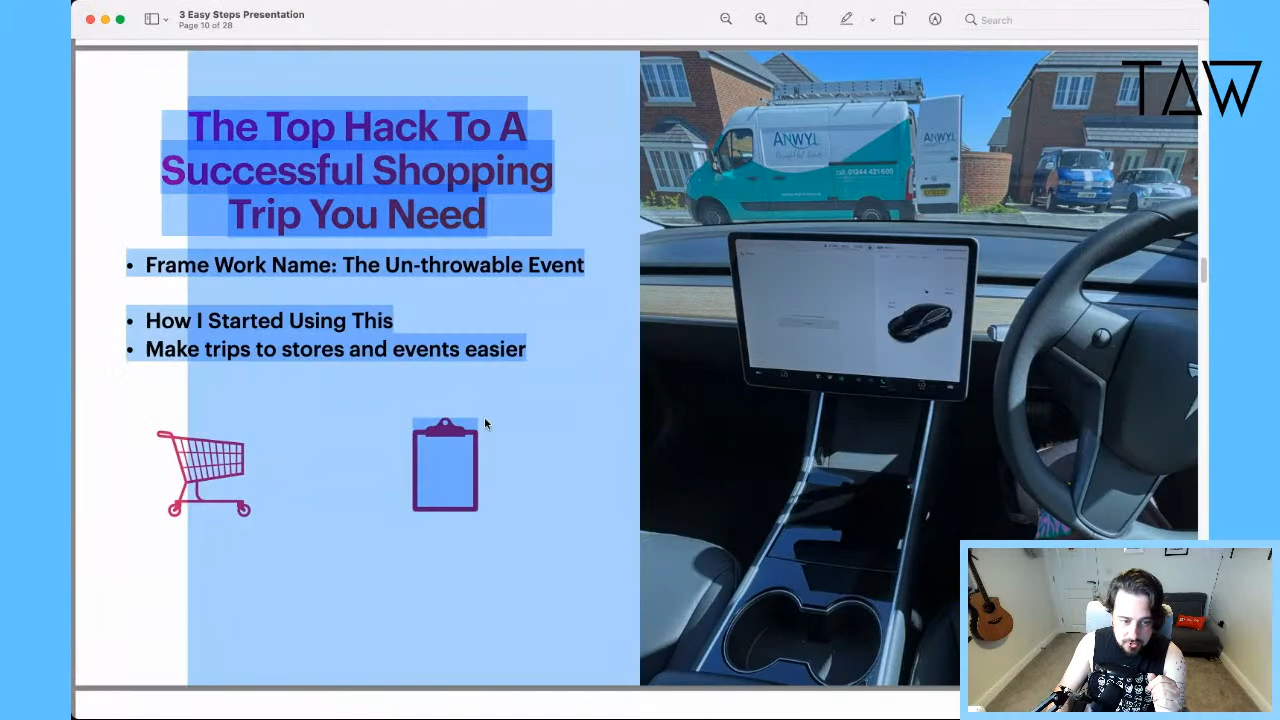 3 Easy Steps Presentation
Page 10 of 28
Search
TAW
The Top Hack To A
Successful Shopping
Trip You Need
• Frame Work Name: The Un-throwable Event
• How I Started Using This
• Make trips to stores and events easier
ANWYL
ANWYL
01244 421600